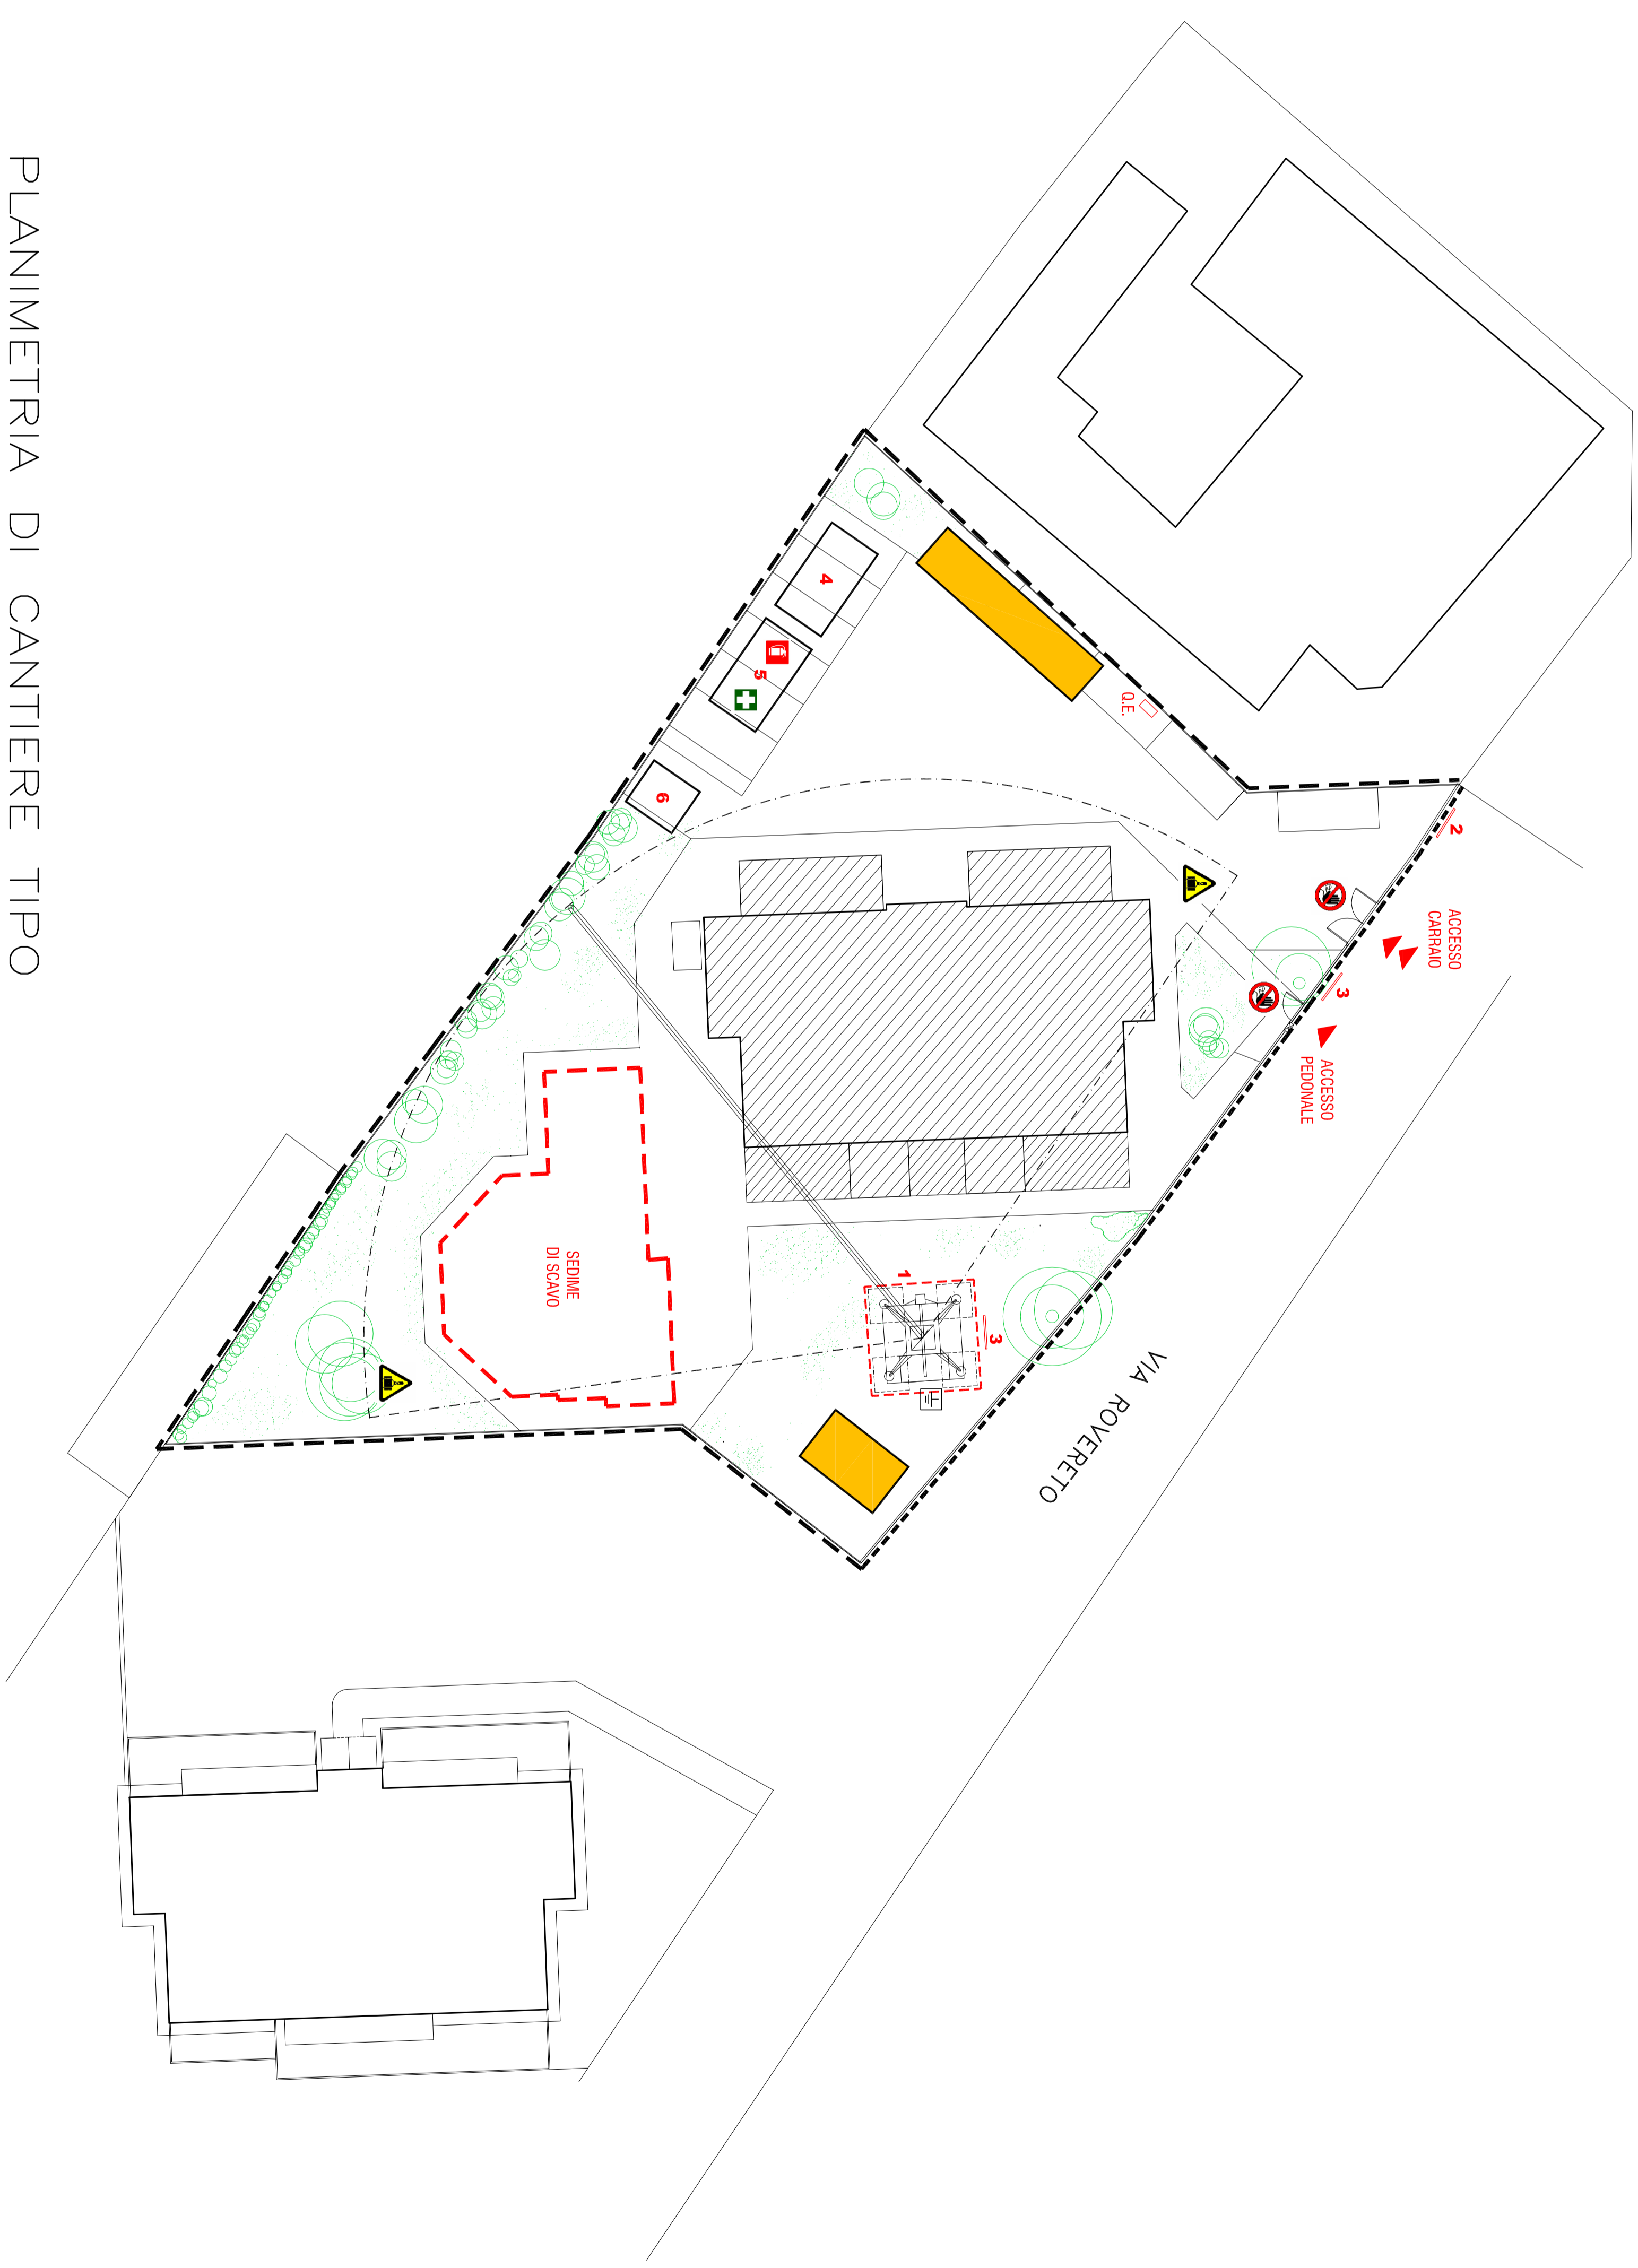 2
ACCESSO
CARRAIO
3
ACCESSO
PEDONALE
Q.E.
VIA ROVERETO
3
1
4
5
6
SEDIME
DI SCAVO
PLANIMETRIA DI CANTIERE TIPO